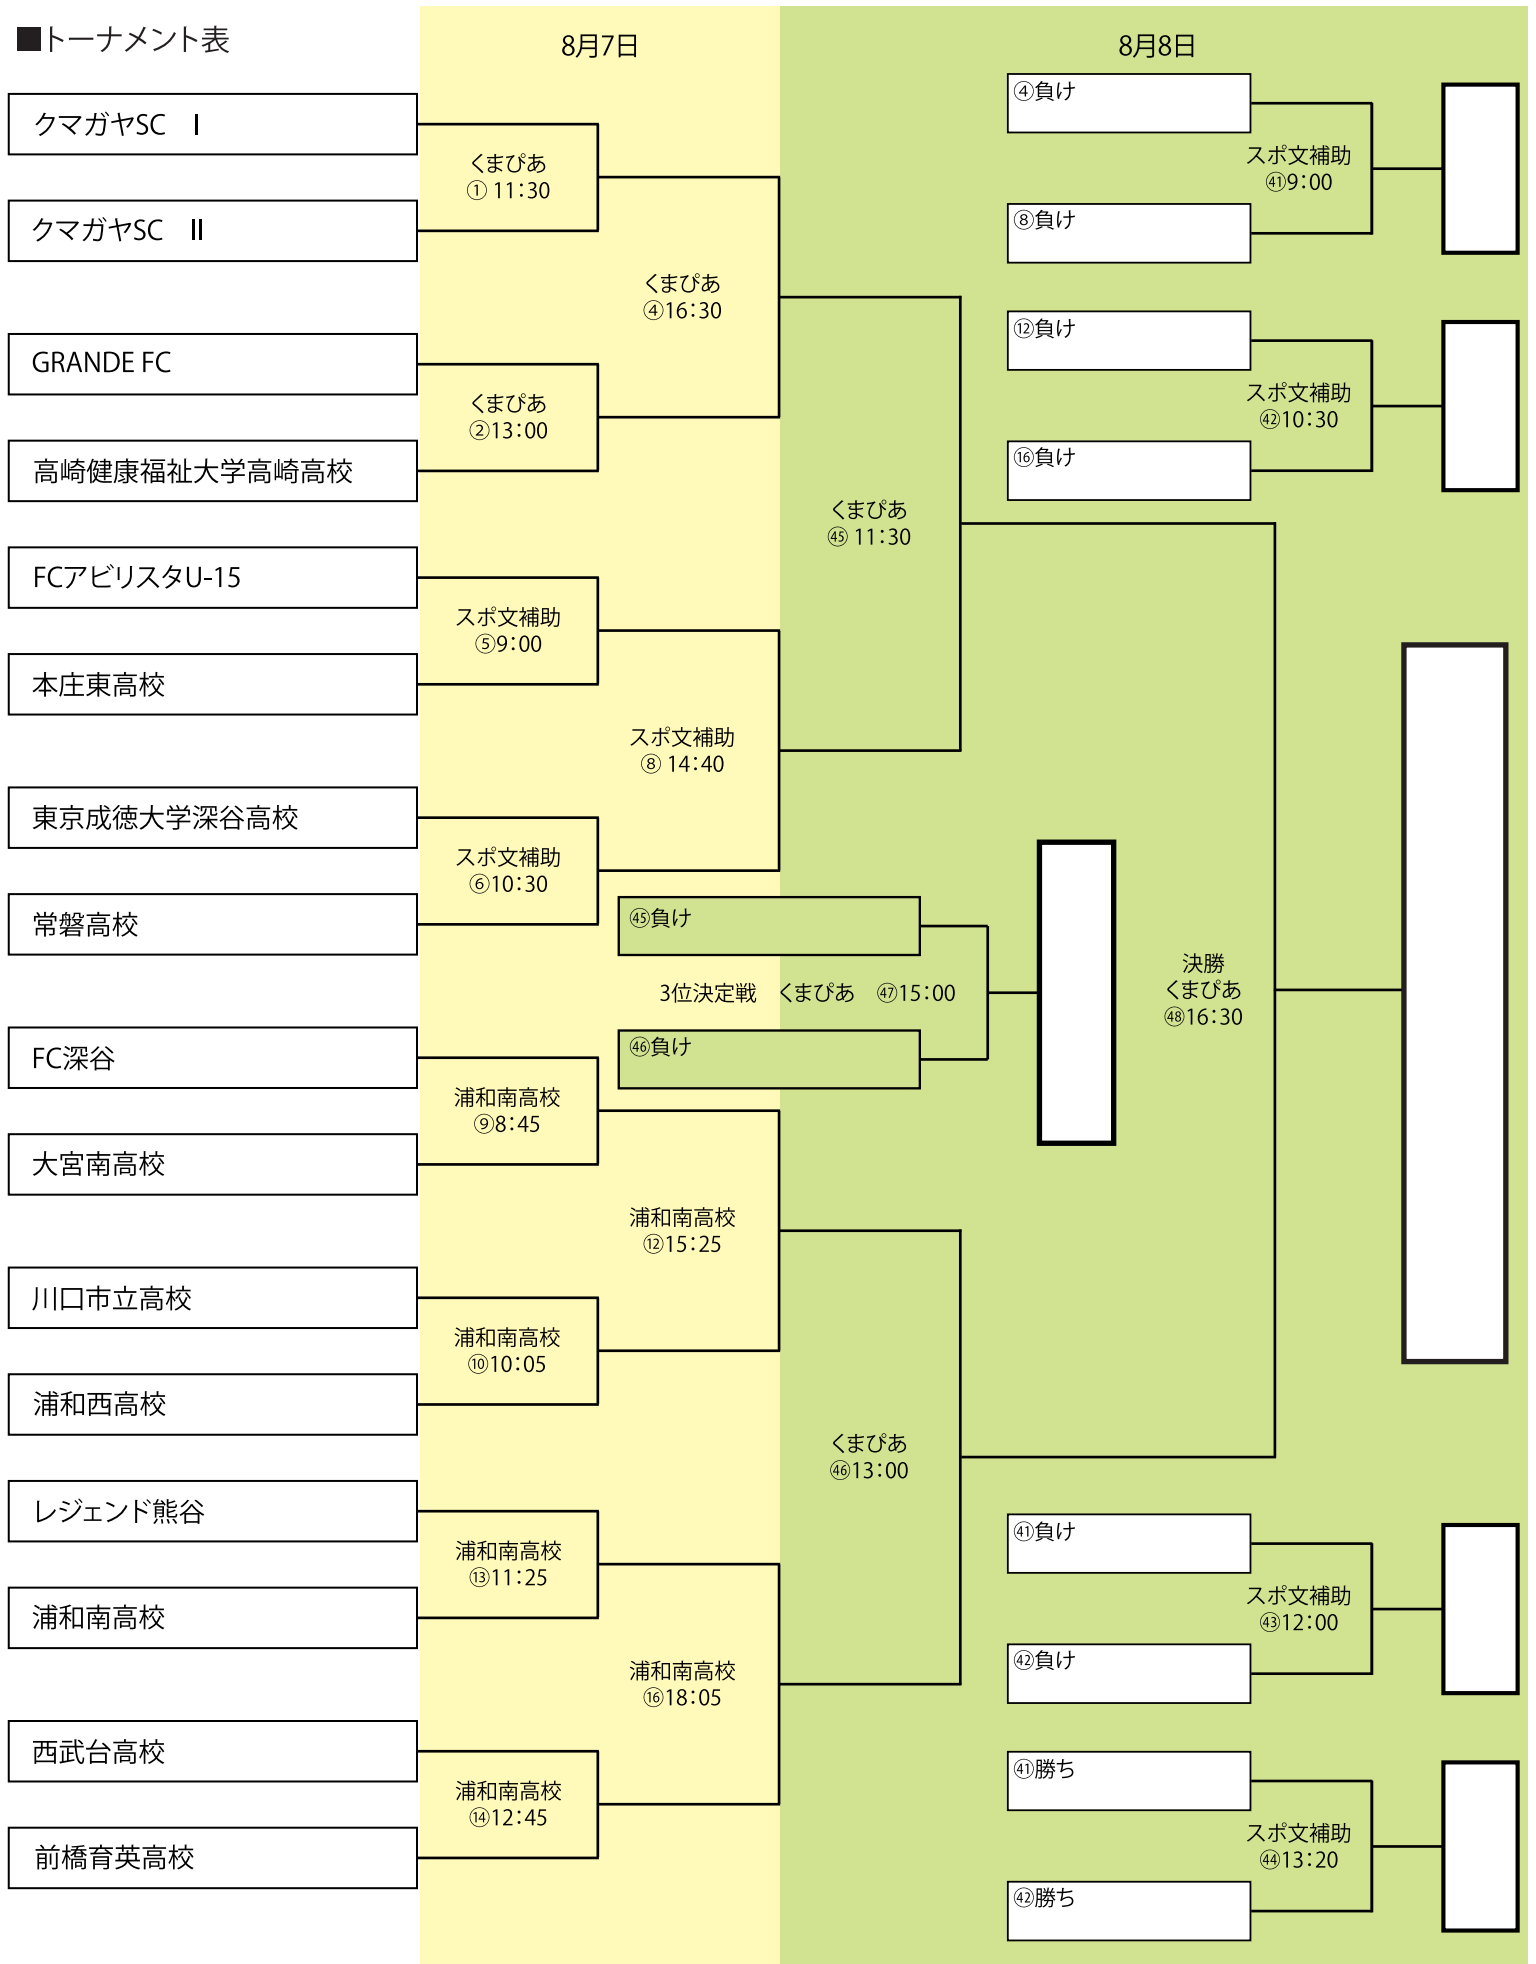 ■トーナメント表
8月7日
8月8日
クマガヤSC　Ⅰ
クマガヤSC　Ⅱ
GRANDE FC
高崎健康福祉大学高崎高校
FCアビリスタU-15
本庄東高校
東京成徳大学深谷高校
常磐高校
FC深谷
大宮南高校
川口市立高校
浦和西高校
レジェンド熊谷
浦和南高校
西武台高校
前橋育英高校
くまぴあ
① 11：30
くまぴあ
②13：00
スポ文補助
⑤9：00
スポ文補助
⑥10：30
浦和南高校
⑨8：45
浦和南高校
⑩10：05
浦和南高校
⑬11：25
浦和南高校
⑭12：45
くまぴあ
④16：30
スポ文補助
⑧ 14：40
浦和南高校
⑫15：25
浦和南高校
⑯18：05
くまぴあ
㊺ 11：30
㊺負け
3位決定戦　くまぴあ　㊼15：00
㊻負け
くまぴあ
㊻13：00
決勝
くまぴあ
㊽16：30
④負け
スポ文補助
㊶9：00
⑧負け
⑫負け
スポ文補助
㊷10：30
⑯負け
㊶負け
スポ文補助
㊸12：00
㊷負け
㊶勝ち
スポ文補助
㊹13：20
㊷勝ち